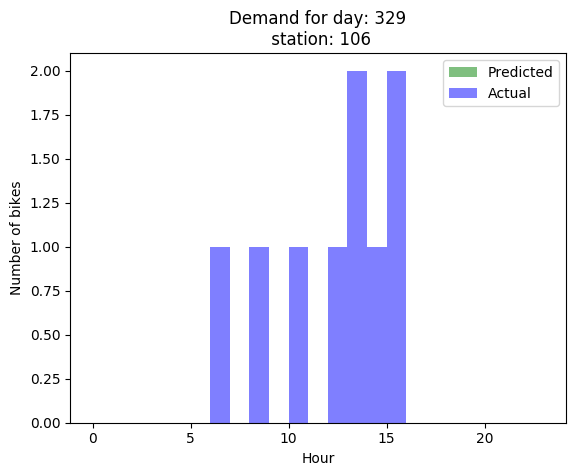 Demand for day: 329
station: 106
Predicted
Actual
Number of bikes
2.00
1.75
1.50
1.25
1.00
0.75
0.50
0.25
0.00
0 5 10 15 20
Hour